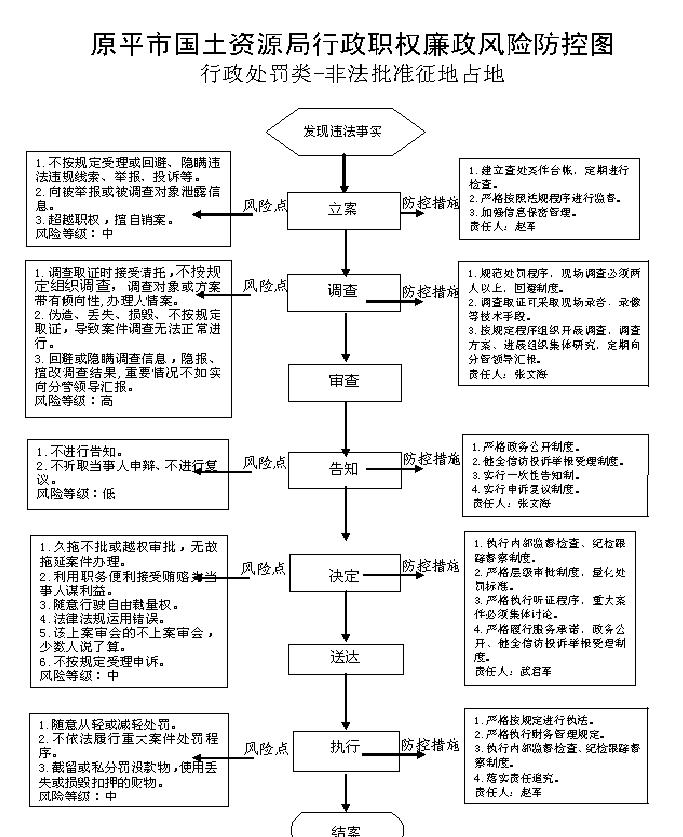 原平市国土资源局行政职权廉政风险防控图
行政处罚类-非法批准征地占地
发现违法事实
1.不按规定受理或回避、隐瞒违
法违规线索、举报、投诉等。
2.向被举报或被调查对象泄露信
息。
3.超越职权，擅自销案。
风险等级：中
风险点
立案
防控措施
1.建立查处案件台帐，定期进行
检查。
2.严格按照法规程序进行监督。
3.加强信息保密管理。
责任人：赵军
1.调查取证时接受请托，不按规
定组织调查，调查对象或方案
带有倾向性,办理人情案。
2.伪造、丢失、损毁、不按规定
取证，导致案件调查无法正常进
行。
3.回避或隐瞒调查信息，隐报、
擅改调查结果,重要情况不如实
向分管领导汇报。
风险等级：高
风险点
调查
防控措施
1.规范处罚程序，现场调查必须两
人以上，回避制度。
2.调查取证可采取现场录音、录像
等技术手段。
3.按规定程序组织开展调查，调查
方案、进展组织集体研究，定期向
分管领导汇报。
责任人：张文海
审查
1.不进行告知。
2.不听取当事人申辩、不进行复
议。
风险等级：低
风险点
告知
防控措施
1.严格政务公开制度。
2.健全信访投诉举报受理制度。
3.实行一次性告知制。
4.实行申诉复议制度。
责任人：张文海
1.久拖不批或越权审批，无故
拖延案件办理。
2.利用职务便利接受贿赂为当
事人谋利益。
3.随意行驶自由裁量权。
4.法律法规运用错误。
5.该上案审会的不上案审会，
少数人说了算。
6.不按规定受理申诉。
风险等级：中
风险点
决定
防控措施
1.执行内部监督检查、纪检跟
踪督察制度。
2.严格层级审批制度，量化处
罚标准。
3.严格执行听证程序，重大案
件必须集体讨论。
4.严格履行服务承诺，政务公
开、健全信访投诉举报受理制
度。
责任人：武君军
送达
1.随意从轻或减轻处罚。
2.不依法履行重大案件处罚程
序。
3.截留或私分罚没款物,使用丢
失或损毁扣押的财物。
风险等级：中
风险点
执行
防控措施
1.严格按规定进行执法。
2.严格执行财务管理规定。
3.执行内部监督检查、纪检跟踪督
察制度。
4.落实责任追究。
责任人：赵军
结案